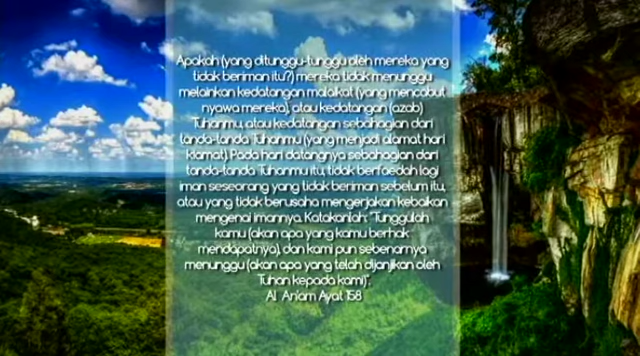 Apakah (yang ditunggu-tunggu oleh mereka yang
tidak beriman itu?) mereka tidak menunggu
melainkan kedatangan malaikat (yang mencabut
nyawa mereka), atau kedatangan (azab)
Tuhanmu, atau kedatangan sebahagian dari
tanda-tanda Tuhanmu (yang menjadi alamat hari
kiamat). Pada hari datangnya sebahagian dari
tanda-tanda Tuhanmu itu, tidak berfaedah lagi
iman seseorang yang tidak beriman sebelum itu,
atau yang tidak berusaha mengerjakan kebaikan
mengenai imannya. Katakanlah: "Tunggulah
kamu (akan apa yang kamu berhak
mendapatnya), dan kami pun sebenarnya
menunggu (akan apa yang telah dijanjikan oleh
Tuhan kepada kami)".
Al An'am Ayat 158